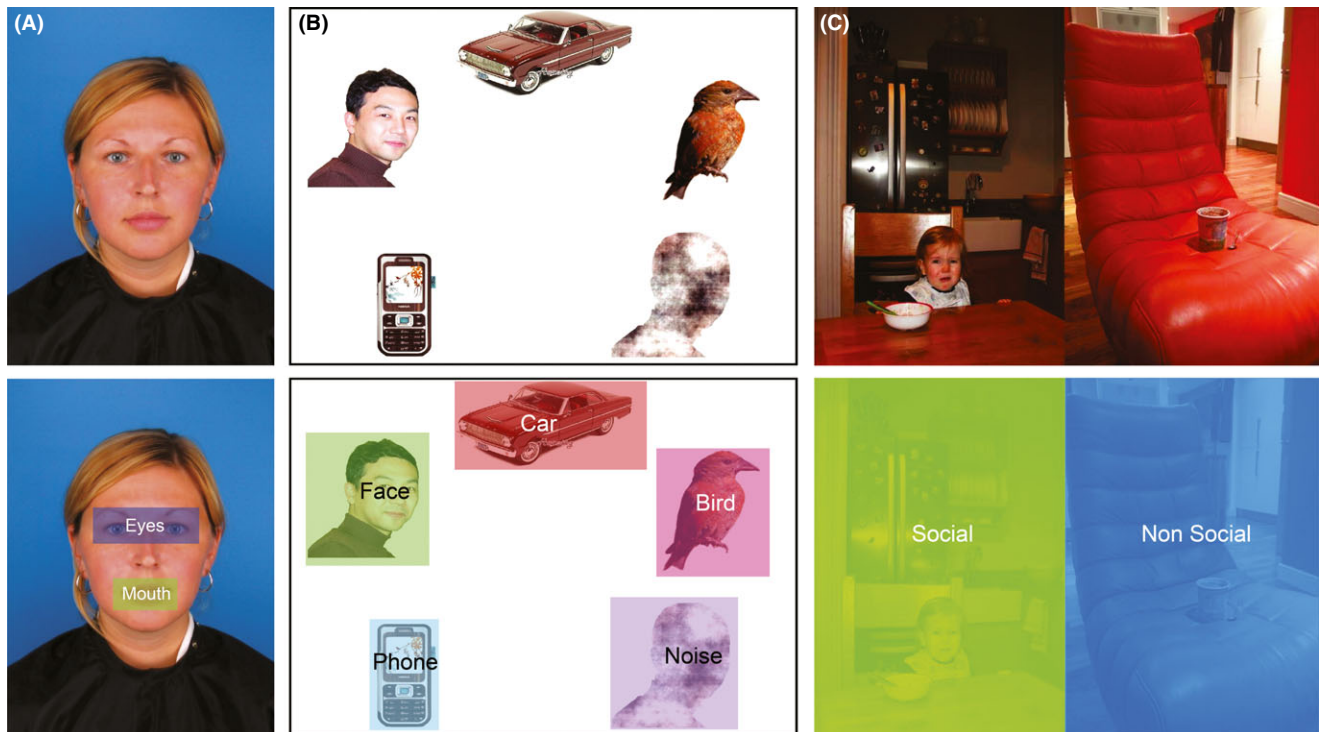 (A)
(B)
(C)
Eyes
Mouth
Car
Face
Bird
Phone
Noise
Social
Non Social